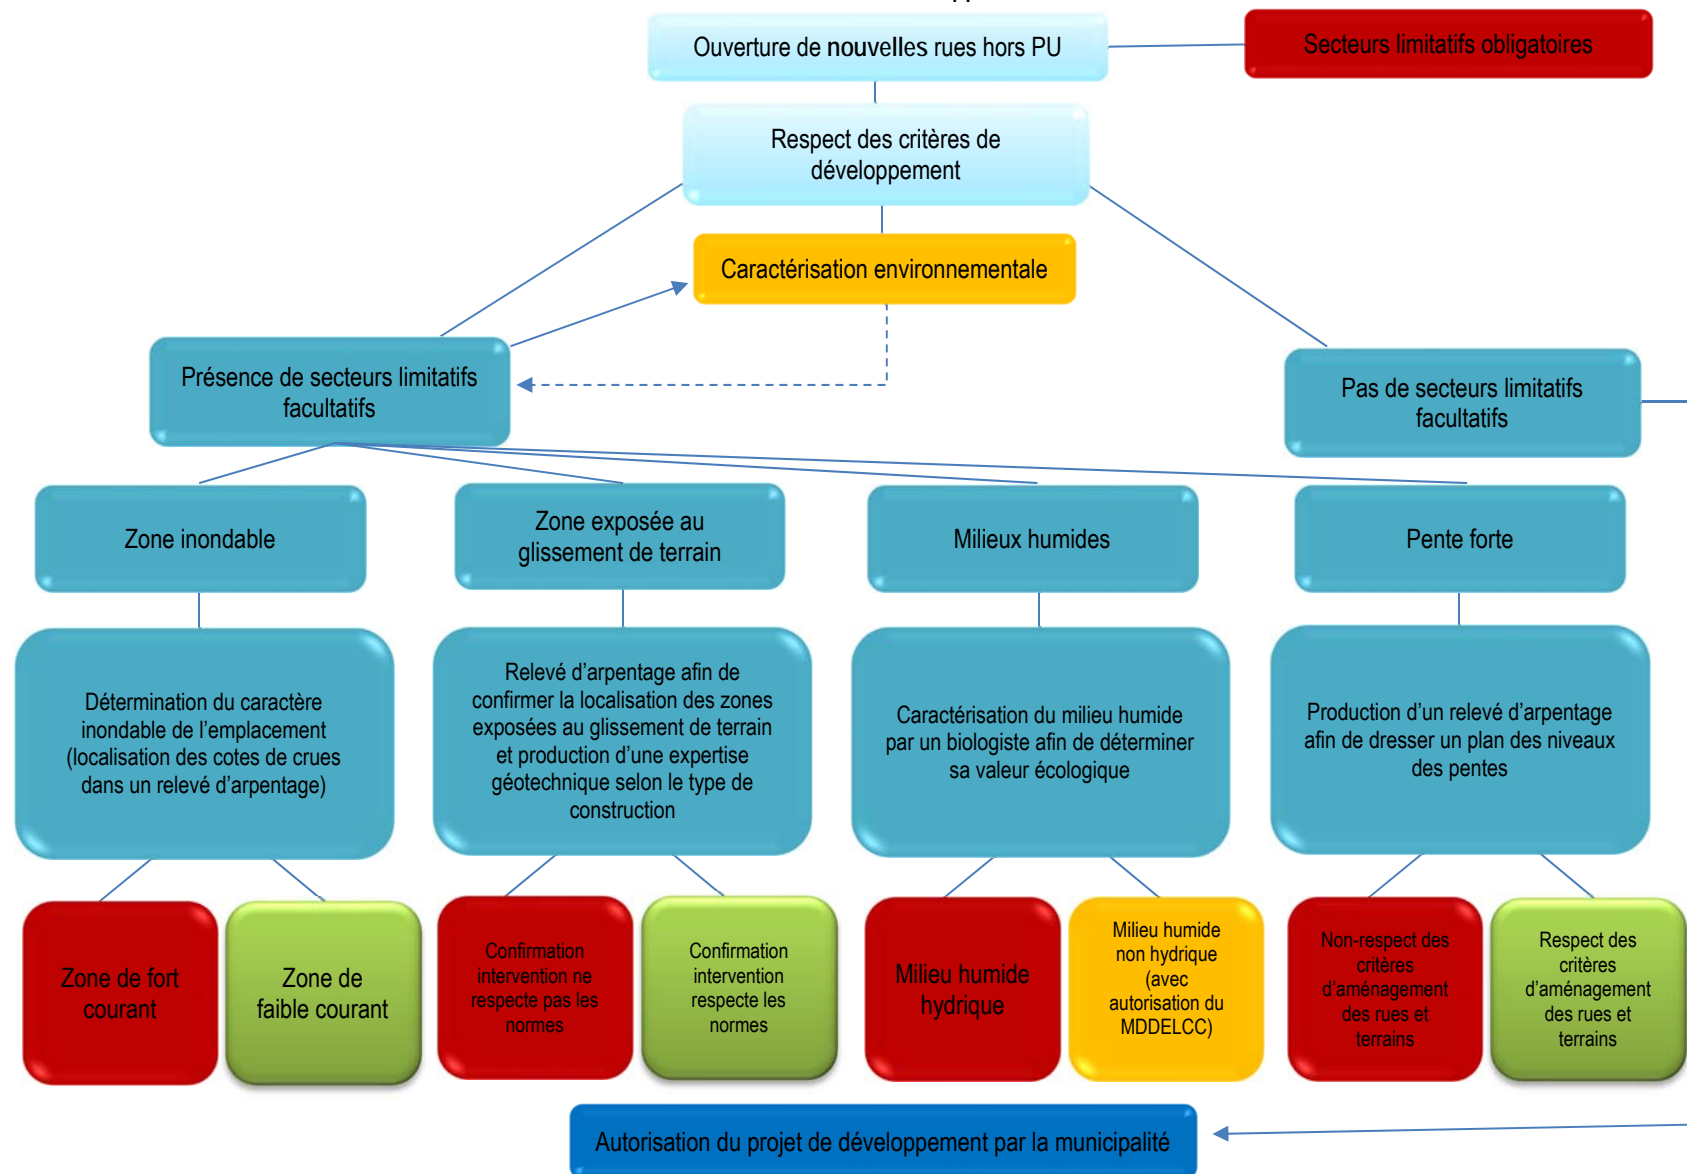 Ouverture de nouvelles rues hors PU
Secteurs limitatifs obligatoires
Respect des critères de
développement
Caractérisation environnementale
Présence de secteurs limitatifs
facultatifs
Pas de secteurs limitatifs
facultatifs
Zone inondable
Zone exposée au
glissement de terrain
Milieux humides
Pente forte
Détermination du caractère
inondable de l’emplacement
(localisation des cotes de crues
dans un relevé d’arpentage)
Relevé d’arpentage afin de
confirmer la localisation des zones
exposées au glissement de terrain
et production d’une expertise
géotechnique selon le type de
construction
Caractérisation du milieu humide
par un biologiste afin de déterminer
sa valeur écologique
Production d’un relevé d’arpentage
afin de dresser un plan des niveaux
des pentes
Zone de fort
courant
Zone de
faible courant
Confirmation
intervention ne
respecte pas les
normes
Confirmation
intervention
respecte les
normes
Milieu humide
hydrique
Milieu humide
non hydrique
(avec
autorisation du
MDDELCC)
Non-respect des
critères
d’aménagement
des rues et
terrains
Respect des
critères
d’aménagement
des rues et
terrains
Autorisation du projet de développement par la municipalité